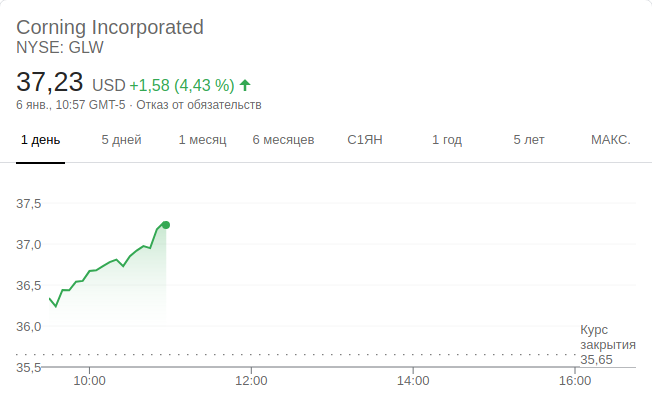 Corning Incorporated
NYSE: GLW
37,23 USD +1,58 (4,43 %)
6 янв., 10:57 GMT-5 · Отказ от обязательств
1 день 5 дней 1 месяц 6 месяцев С1ЯН 1 год 5 лет МАКС.
37,5
37,0
36,5
36,0
35,5
Курс
закрытия
35,65
10:00 12:00 14:00 16:00